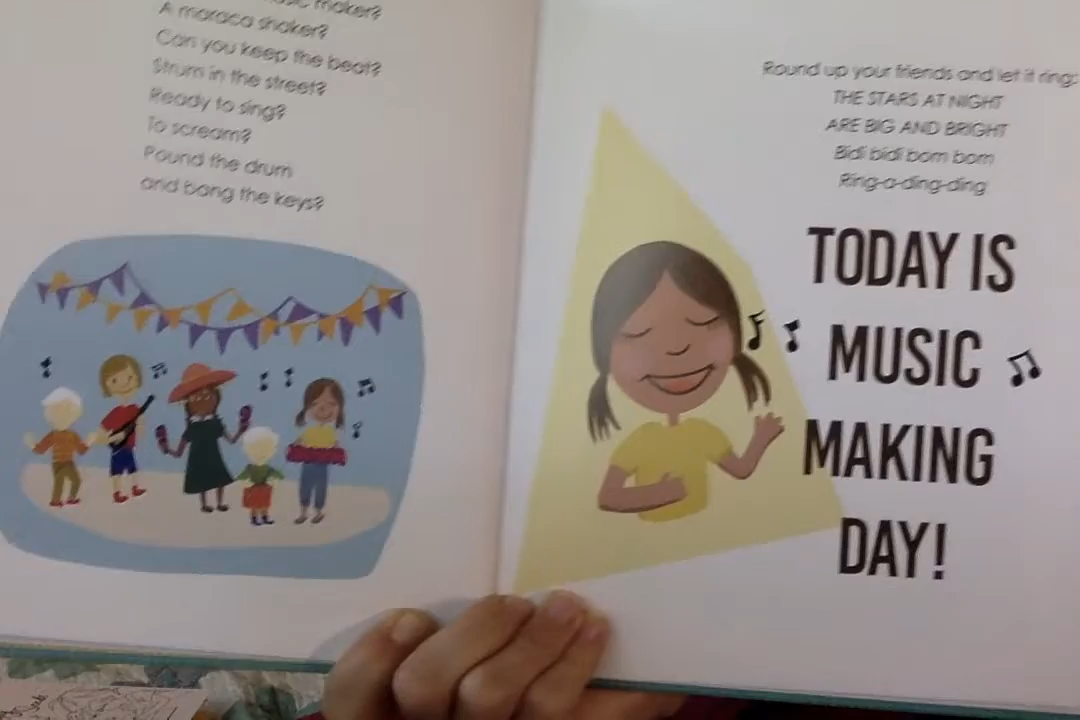 maker?
A maraca shaker?
Can you keep the beat?
Strum in the street?
Ready to sing?
To scream?
Pound the drum
and bang the keys?
Round up your friends and let it ring:
THE STARS AT NIGHT
ARE BIG AND BRIGHT
Bidi bidi bom bom
Ring-a-ding-ding
TODAY IS
MUSIC
MAKING
DAY!